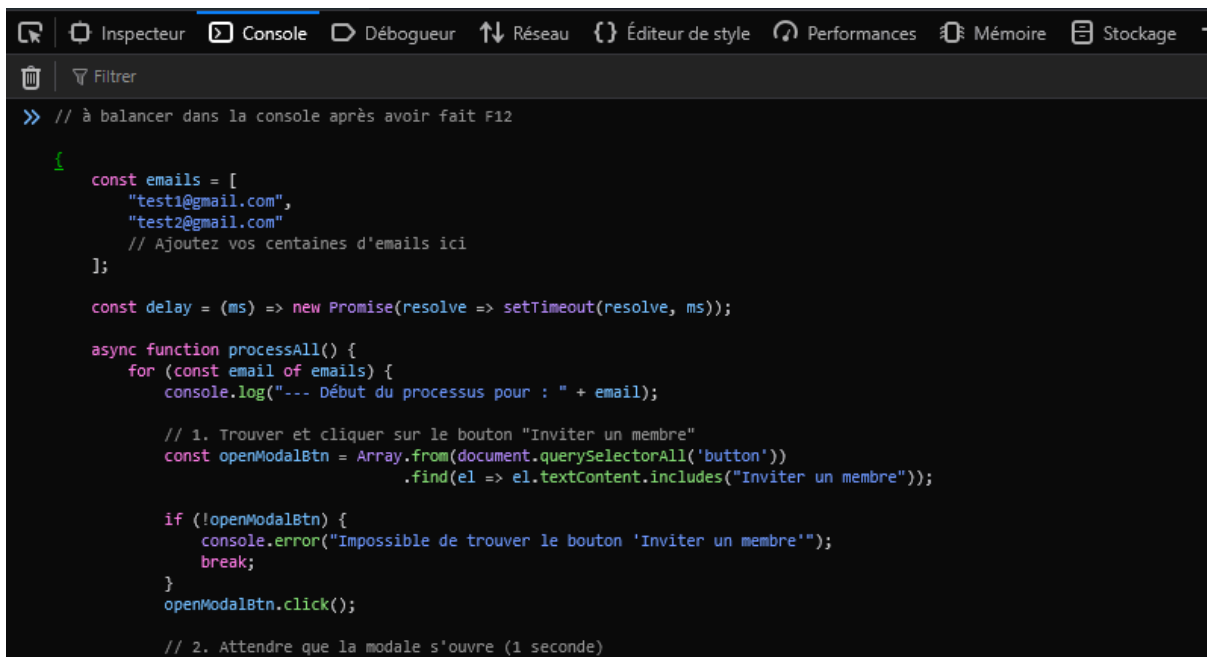 Inspecteur Console Débogueur Réseau Éditeur de style Performances Mémoire Stockage
Filtrer
// à balancer dans la console après avoir fait F12
{
const emails = [
"test1@gmail.com",
"test2@gmail.com"
// Ajoutez vos centaines d'emails ici
];
const delay = (ms) => new Promise(resolve => setTimeout(resolve, ms));
async function processAll() {
for (const email of emails) {
console.log("--- Début du processus pour : " + email);
// 1. Trouver et cliquer sur le bouton "Inviter un membre"
const openModalBtn = Array.from(document.querySelectorAll('button'))
.find(el => el.textContent.includes("Inviter un membre"));
if (!openModalBtn) {
console.error("Impossible de trouver le bouton 'Inviter un membre'");
break;
}
openModalBtn.click();
// 2. Attendre que la modale s'ouvre (1 seconde)